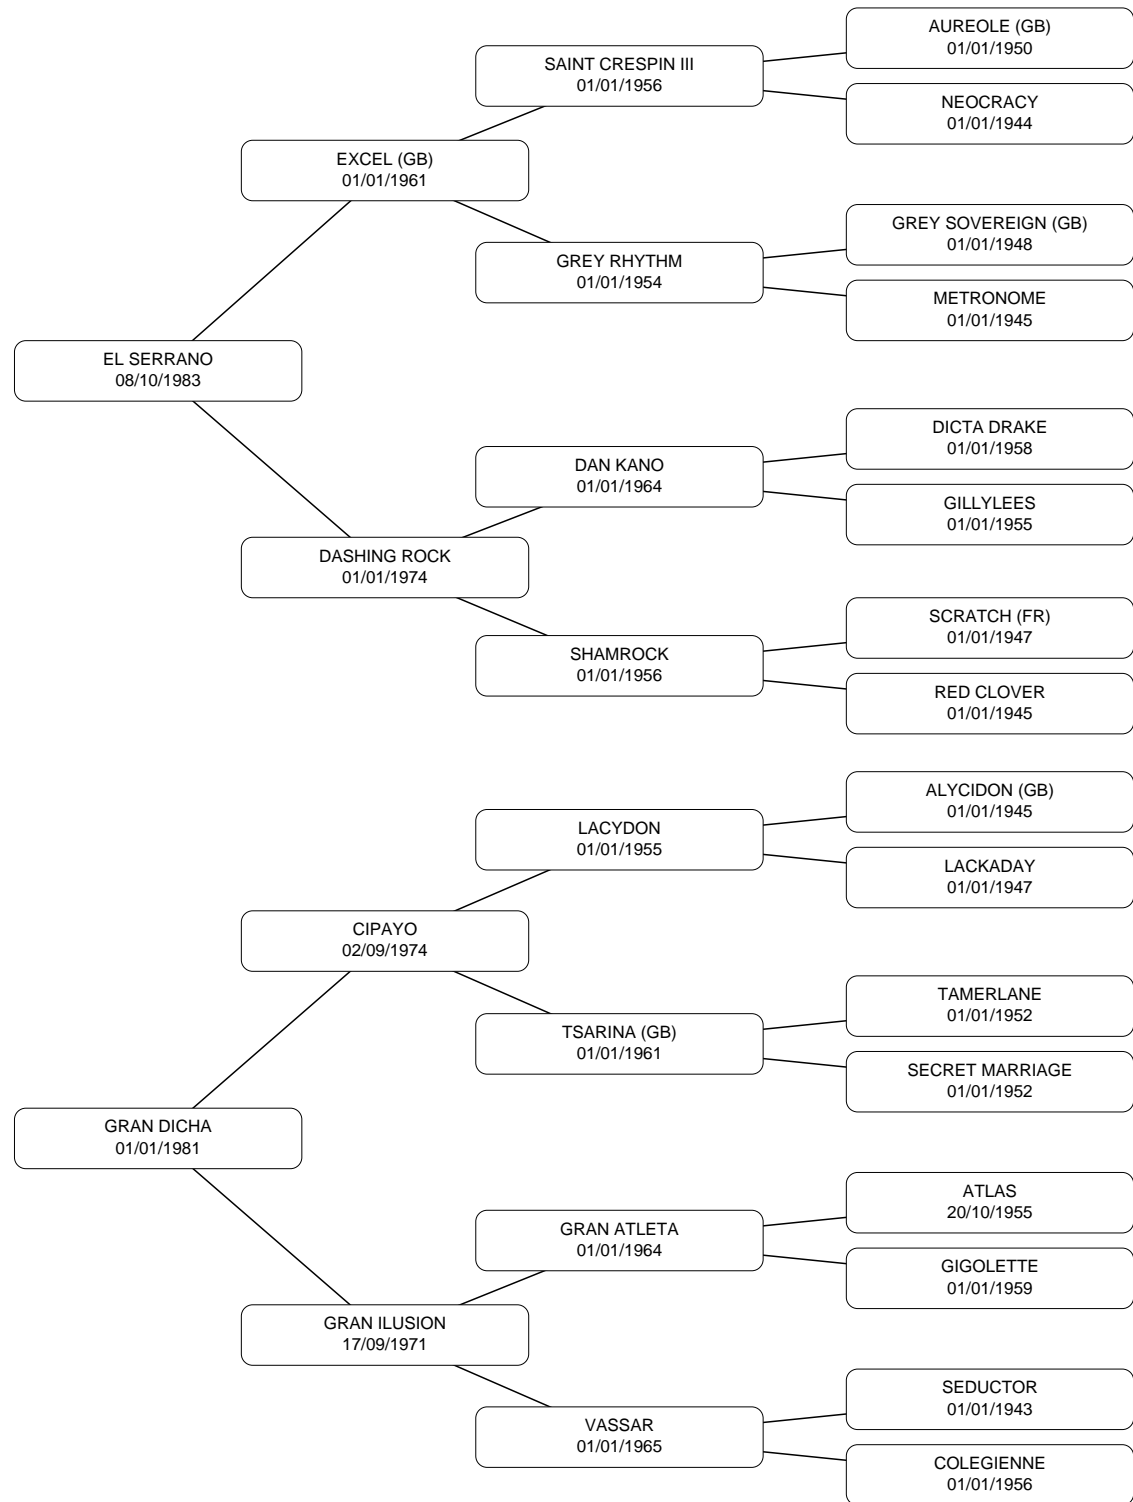 AUREOLE (GB)
01/01/1950
SAINT CRESPIN III
01/01/1956
NEOCRACY
01/01/1944
EXCEL (GB)
01/01/1961
GREY SOVEREIGN (GB)
01/01/1948
GREY RHYTHM
01/01/1954
METRONOME
01/01/1945
EL SERRANO
08/10/1983
DICTA DRAKE
01/01/1958
DAN KANO
01/01/1964
GILLYLEES
01/01/1955
DASHING ROCK
01/01/1974
SCRATCH (FR)
01/01/1947
SHAMROCK
01/01/1956
RED CLOVER
01/01/1945
ALYCIDON (GB)
01/01/1945
LACYDON
01/01/1955
LACKADAY
01/01/1947
CIPAYO
02/09/1974
TAMERLANE
01/01/1952
TSARINA (GB)
01/01/1961
SECRET MARRIAGE
01/01/1952
GRAN DICHA
01/01/1981
ATLAS
20/10/1955
GRAN ATLETA
01/01/1964
GIGOLETTE
01/01/1959
GRAN ILUSION
17/09/1971
SEDUCTOR
01/01/1943
VASSAR
01/01/1965
COLEGIENNE
01/01/1956